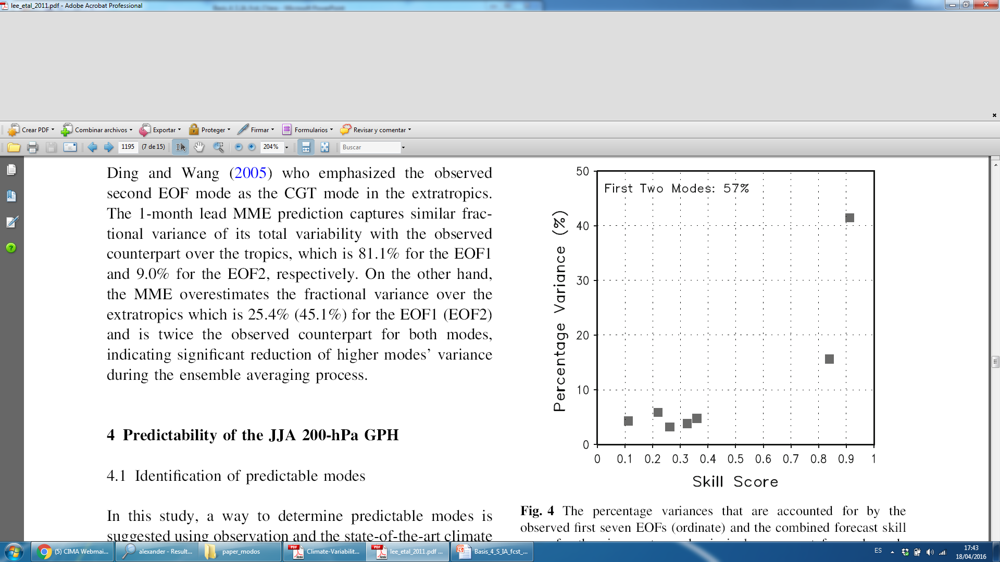 lee_etal_2011.pdf - Adobe Acrobat Professional
Crear PDF
Combinar archivos
Exportar
Proteger
Firmar
Formularios
Revisar y comentar
1195
(7 de 15)
204%
Buscar
Ding and Wang (2005) who emphasized the observed
second EOF mode as the CGT mode in the extratropics.
The 1-month lead MME prediction captures similar frac-
tional variance of its total variability with the observed
counterpart over the tropics, which is 81.1% for the EOF1
and 9.0% for the EOF2, respectively. On the other hand,
the MME overestimates the fractional variance over the
extratropics which is 25.4% (45.1%) for the EOF1 (EOF2)
and is twice the observed counterpart for both modes,
indicating significant reduction of higher modes' variance
during the ensemble averaging process.
4 Predictability of the JJA 200-hPa GPH
4.1 Identification of predictable modes
In this study, a way to determine predictable modes is
suggested using observation and the state-of-the-art climate
First Two Modes: 57%
Percentage Variance (%)
50
40
30
20
10
0
0 0.1 0.2 0.3 0.4 0.5 0.6 0.7 0.8 0.9 1
Skill Score
Fig. 4 The percentage variances that are accounted for by the
observed first seven EOFs (ordinate) and the combined forecast skill
(5) CIMA Webmai...
alexander - Result...
paper_modos
Climate-Variabilit...
lee_etal_2011.pdf ...
Basis_4_S_IA_fcst_...
ES
17:43
18/04/2016